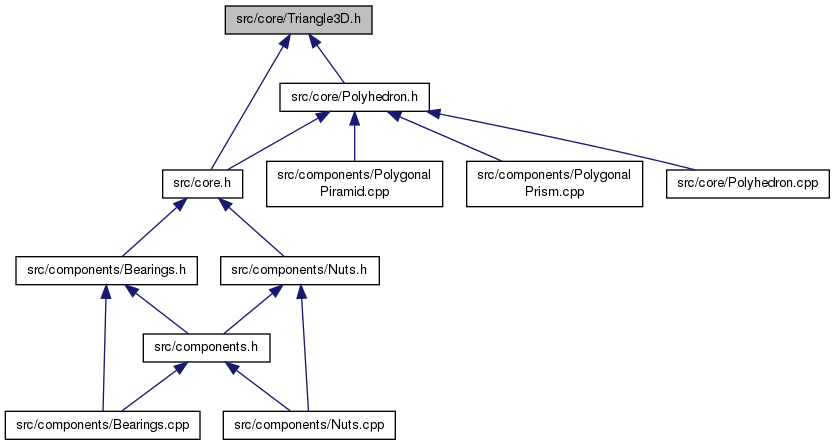 src/core/Triangle3D.h
src/core/Polyhedron.h
src/core.h
src/components/Polygonal
Piramid.cpp
src/components/Polygonal
Prism.cpp
src/core/Polyhedron.cpp
src/components/Bearings.h
src/components/Nuts.h
src/components.h
src/components/Bearings.cpp
src/components/Nuts.cpp